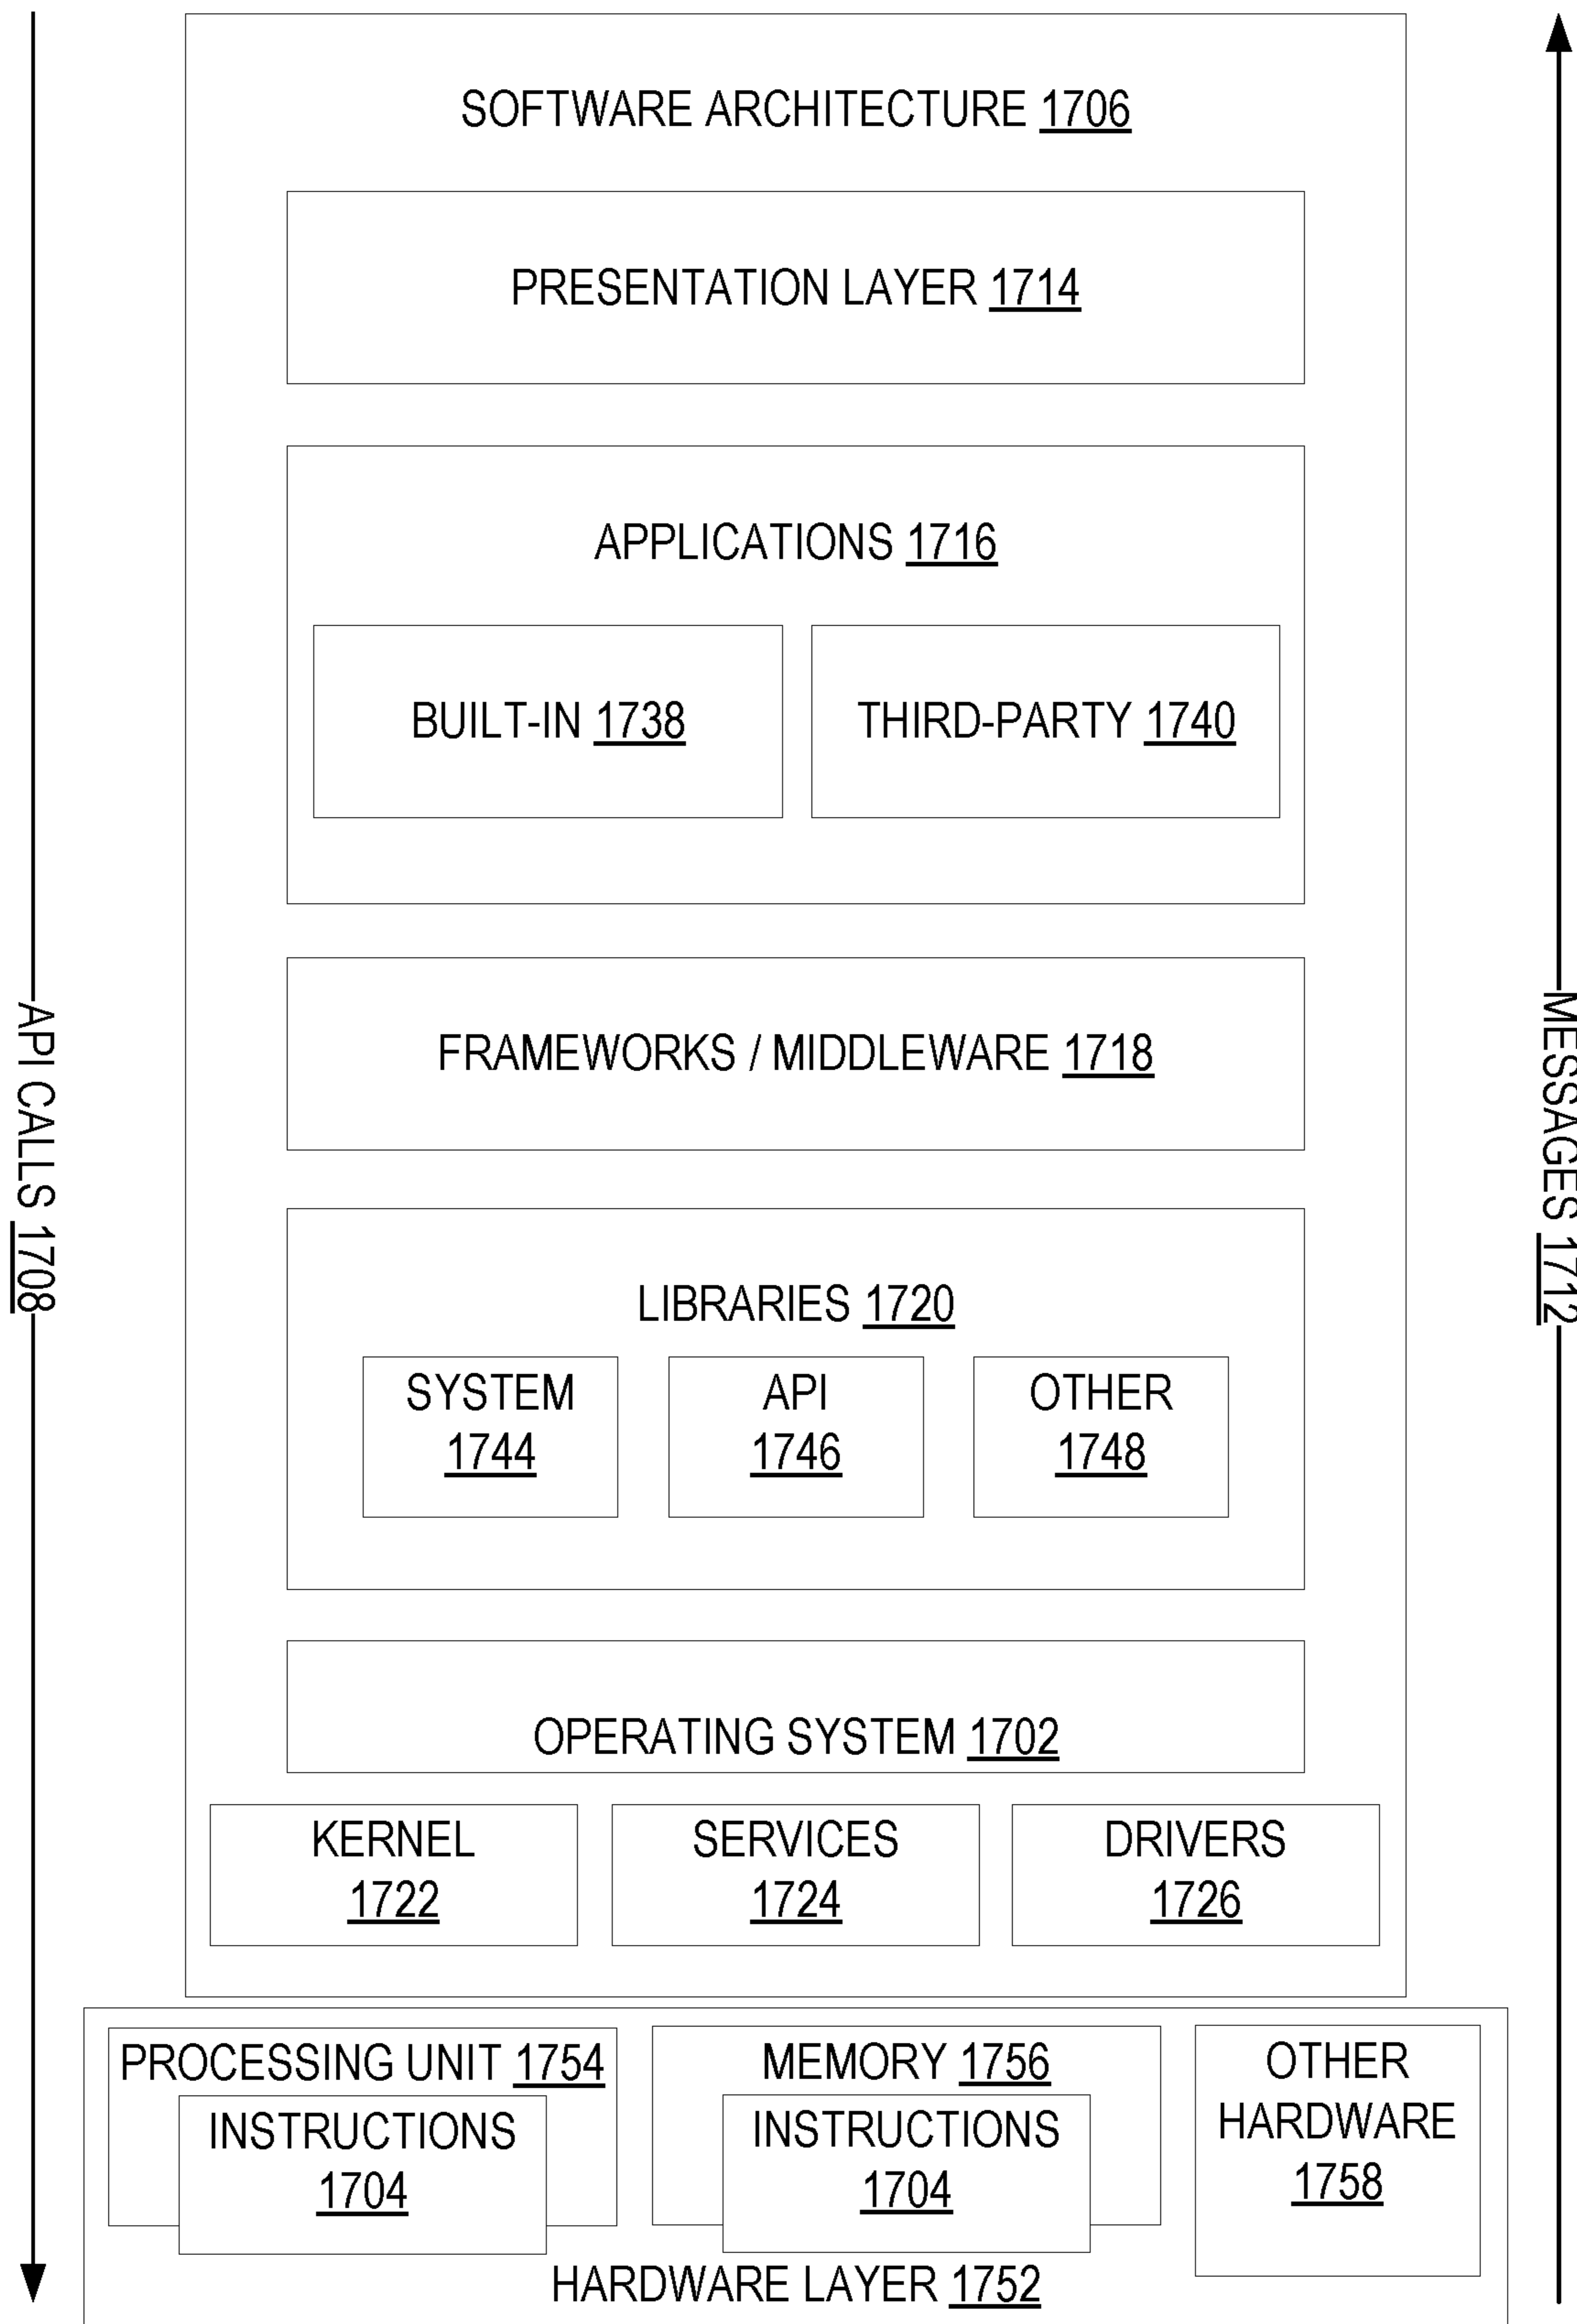 SOFTWARE ARCHITECTURE 1706
PRESENTATION LAYER 1714
APPLICATIONS 1716
BUILT-IN 1738
THIRD-PARTY 1740
FRAMEWORKS / MIDDLEWARE 1718
API CALLS 1708
MESSAGES 1712
LIBRARIES 1720
SYSTEM
1744
API
1746
OTHER
1748
OPERATING SYSTEM 1702
KERNEL
1722
SERVICES
1724
DRIVERS
1726
PROCESSING UNIT 1754
INSTRUCTIONS
1704
MEMORY 1756
INSTRUCTIONS
1704
OTHER
HARDWARE
1758
HARDWARE LAYER 1752